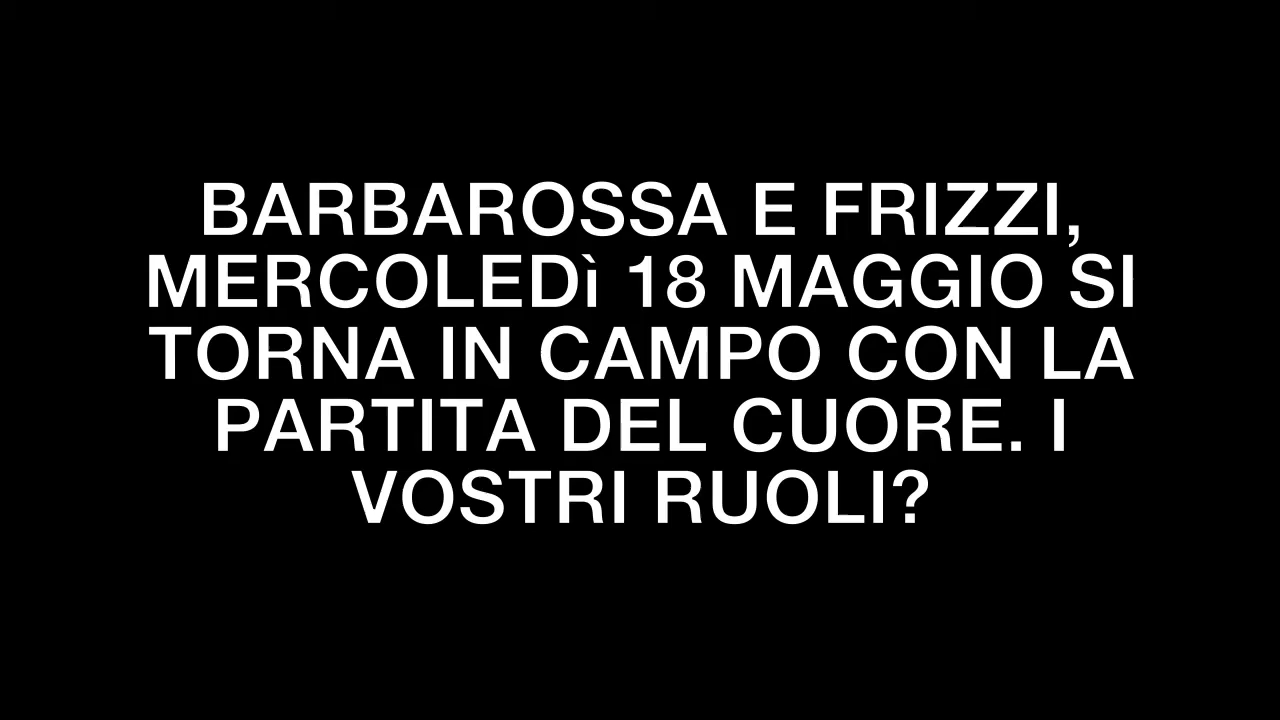 BARBAROSSA E FRIZZI,
MERCOLEDì 18 MAGGIO SI
TORNA IN CAMPO CON LA
PARTITA DEL CUORE. I
VOSTRI RUOLI?